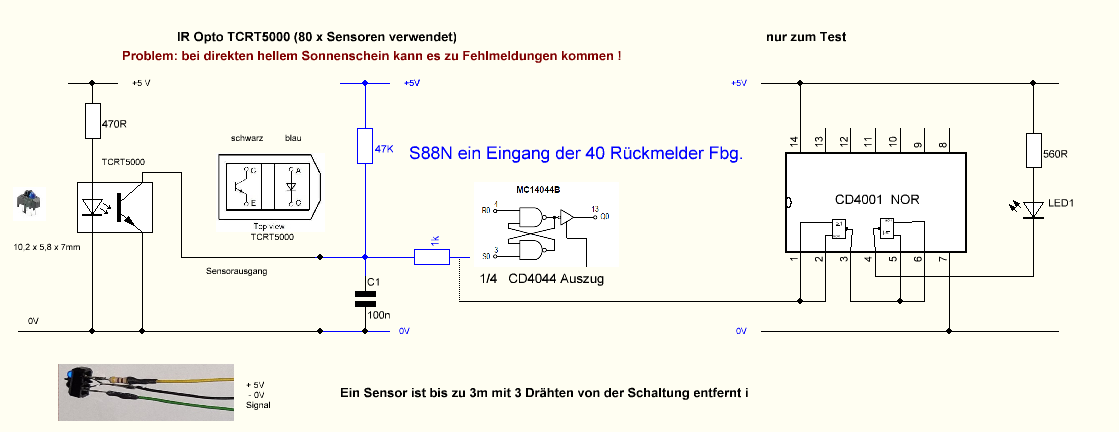 IR Opto TCRT5000 (80 x Sensoren verwendet)
nur zum Test
Problem: bei direkten hellem Sonnenschein kann es zu Fehlmeldungen kommen !
+5 V
+5V
+5V
470R
schwarz blau
47K
S88N ein Eingang der 40 Rückmelder Fbg.
14 13 12 11 10 9 8
560R
TCRT5000
C A
E C
Top view
TCRT5000
MC14044B
R0 4
13 Q0
S0 3
CD4001 NOR
LED1
10,2 x 5,8 x 7mm
1k
Sensorausgang
1/4 CD4044 Auszug
1 2 3 4 5 6 7
C1
100n
0V
0V
0V
+ 5V
- 0V
Signal
Ein Sensor ist bis zu 3m mit 3 Drähten von der Schaltung entfernt i